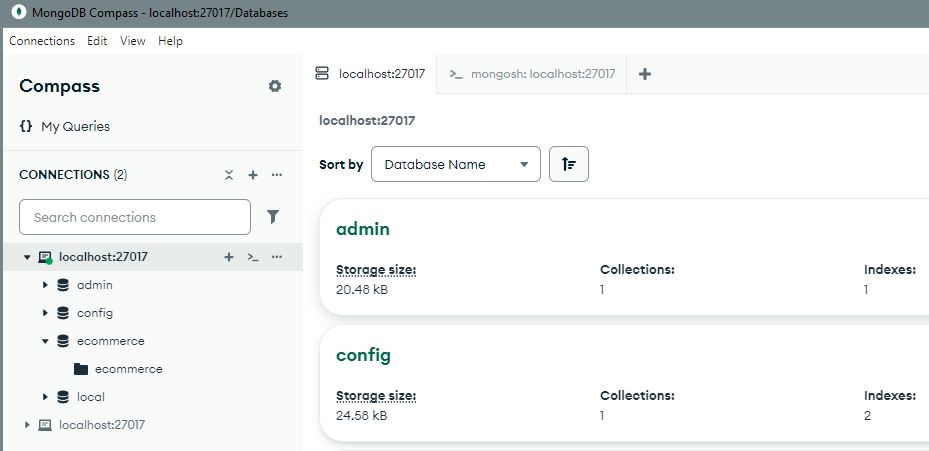 MongoDB Compass - localhost:27017/Databases
Connections Edit View Help
Compass
{} My Queries
CONNECTIONS (2)
Search connections
localhost:27017
admin
config
ecommerce
ecommerce
local
localhost:27017
localhost:27017
mongosh: localhost:27017
localhost:27017
Sort by Database Name
admin
Storage size: Collections: Indexes:
20.48 kB 1 1
config
Storage size: Collections: Indexes:
24.58 kB 1 2